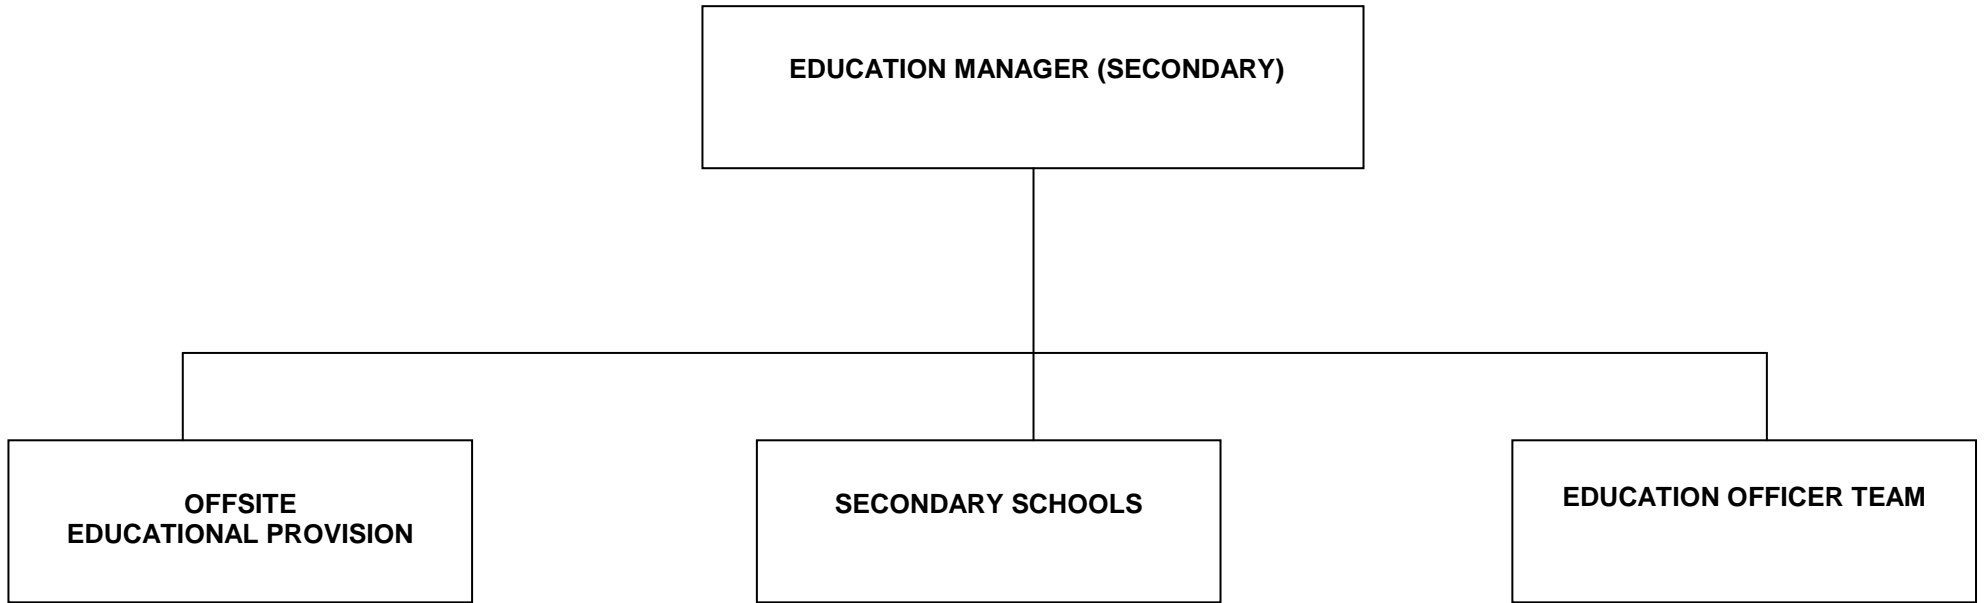 EDUCATION MANAGER (SECONDARY)
OFFSITE
EDUCATIONAL PROVISION
SECONDARY SCHOOLS
EDUCATION OFFICER TEAM